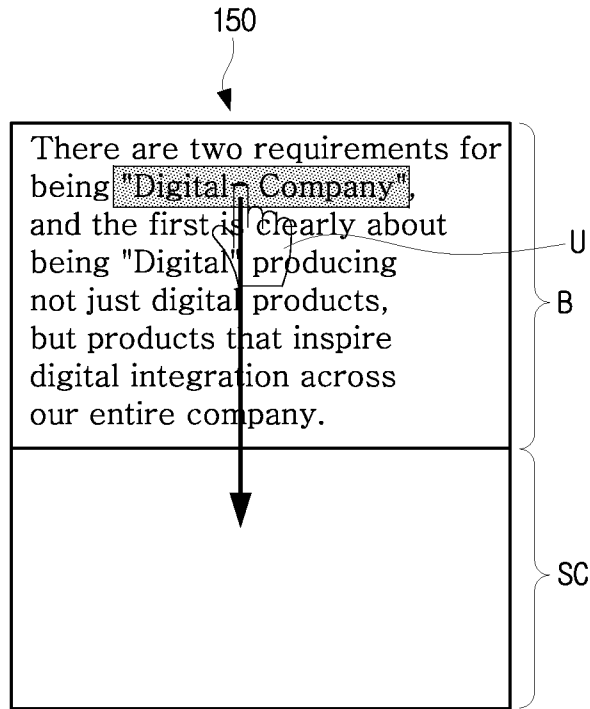 150
There are two requirements for
being "Digital Company",
and the first is clearly about
being "Digital" producing
not just digital products,
but products that inspire
digital integration across
our entire company.
U
B
SC